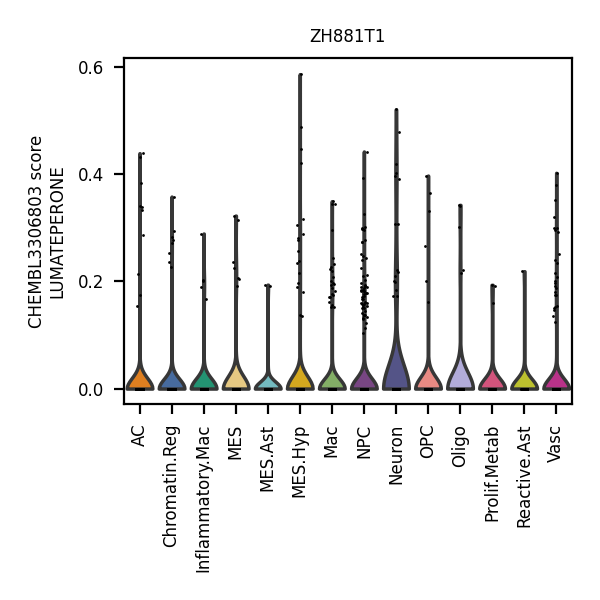 ZH881T1
CHEMBL3306803 score
LUMATEPERONE
0.6
0.4
0.2
0.0
AC
Chromatin.Reg
Inflammatory.Mac
MES
MES.Ast
MES.Hyp
Mac
NPC
Neuron
OPC
Oligo
Prolif.Metab
Reactive.Ast
Vasc